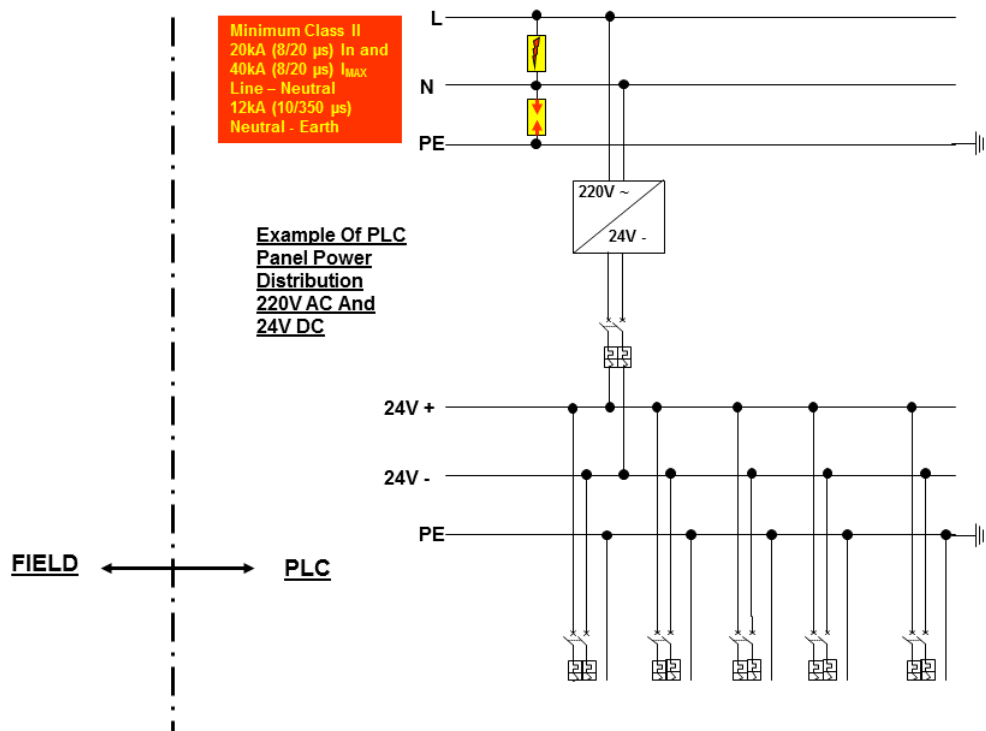 Minimum Class II
20kA (8/20 µs) In and
40kA (8/20 µs) IMAX
Line – Neutral
12kA (10/350 µs)
Neutral - Earth
L
N
PE
220V ~
24V -
Example Of PLC
Panel Power
Distribution
220V AC And
24V DC
24V +
24V -
PE
FIELD
PLC